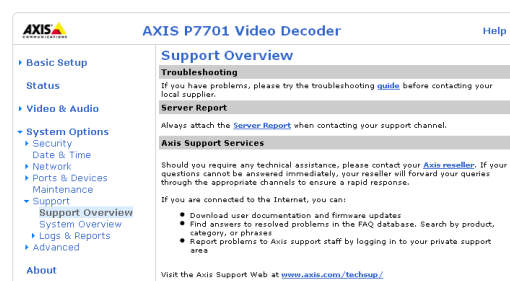 AXIS
COMMUNICATIONS
AXIS P7701 Video Decoder
Help
Basic Setup
Status
Video & Audio
System Options
Security
Date & Time
Network
Ports & Devices
Maintenance
Support
Support Overview
System Overview
Logs & Reports
Advanced
About
Support Overview
Troubleshooting
If you have problems, please try the troubleshooting guide before contacting your
local supplier.
Server Report
Always attach the Server Report when contacting your support channel.
Axis Support Services
Should you require any technical assistance, please contact your Axis reseller. If your
questions cannot be answered immediately, your reseller will forward your queries
through the appropriate channels to ensure a rapid response.
If you are connected to the Internet, you can:
Download user documentation and firmware updates
Find answers to resolved problems in the FAQ database. Search by product,
category, or phrases
Report problems to Axis support staff by logging in to your private support
area
Visit the Axis Support Web at www.axis.com/techsup/